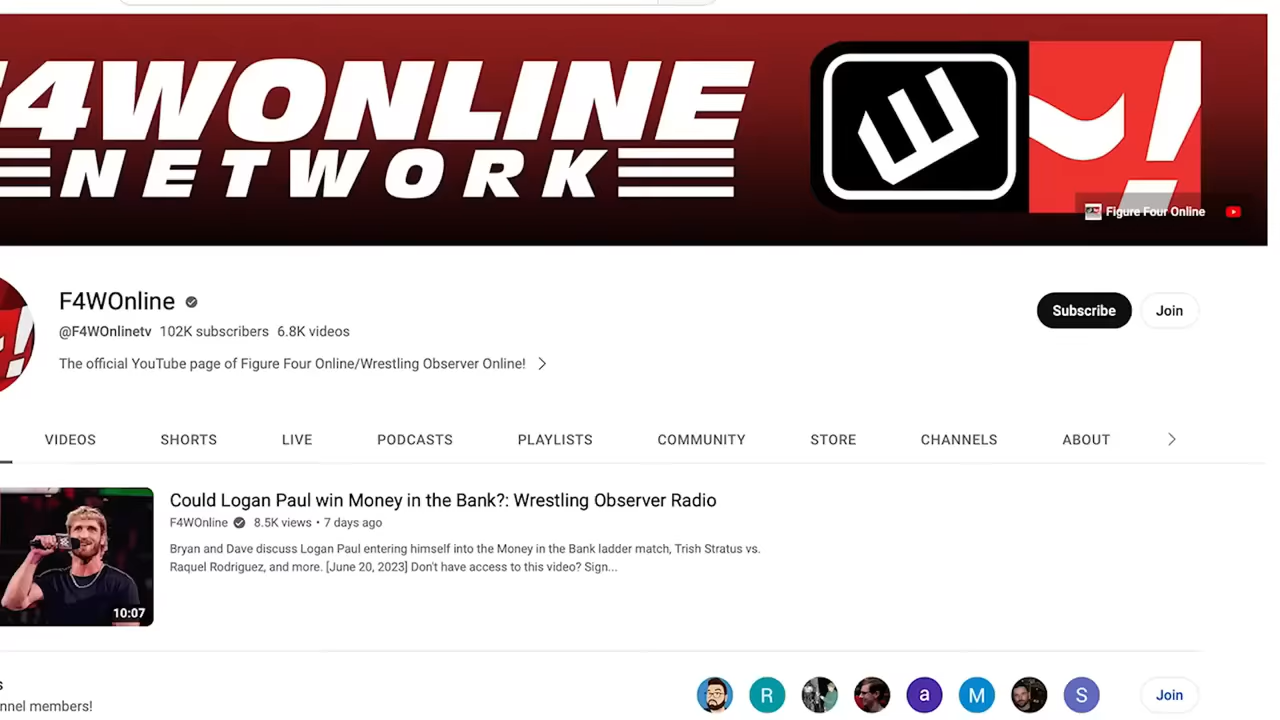 F4WONLINE
NETWORK
Figure Four Online
F4WOnline
@F4WOnlinetv 102K subscribers 6.8K videos
The official YouTube page of Figure Four Online/Wrestling Observer Online!
Subscribe
Join
VIDEOS SHORTS LIVE PODCASTS PLAYLISTS COMMUNITY STORE CHANNELS ABOUT
Could Logan Paul win Money in the Bank?: Wrestling Observer Radio
F4WOnline 8.5K views • 7 days ago
Bryan and Dave discuss Logan Paul entering himself into the Money in the Bank ladder match, Trish Stratus vs.
Raquel Rodriguez, and more. [June 20, 2023] Don't have access to this video? Sign...
10:07
s
R a M S
Join
nnel members!